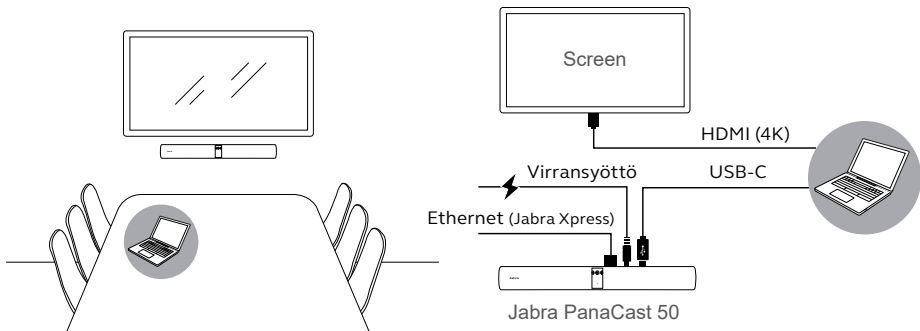 Screen
HDMI (4K)
Virransyöttö
USB-C
Ethernet (Jabra Xpress)
Jabra PanaCast 50